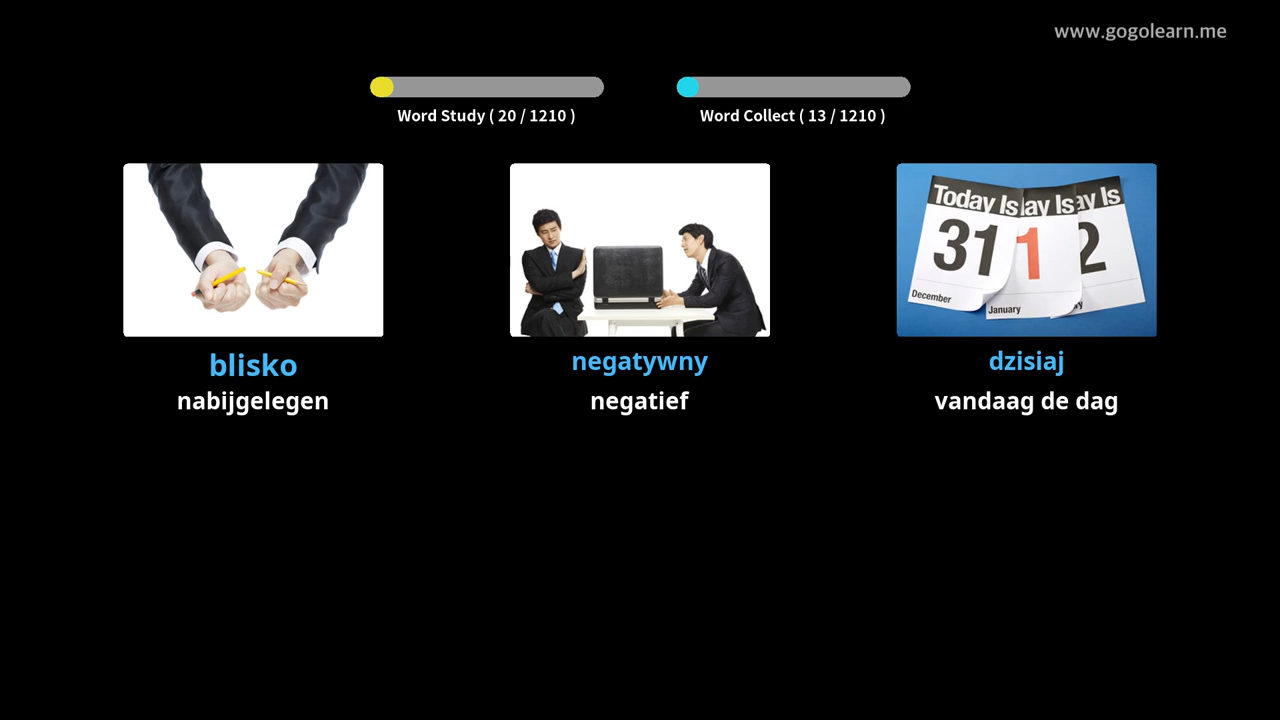 www.gogolearn.me
Word Study ( 20 / 1210 )
Word Collect ( 13 / 1210 )
Today Is
ay Is
ay Is
31
1
2
December
January
ry
blisko
negatywny
dzisiaj
nabijgelegen
negatief
vandaag de dag